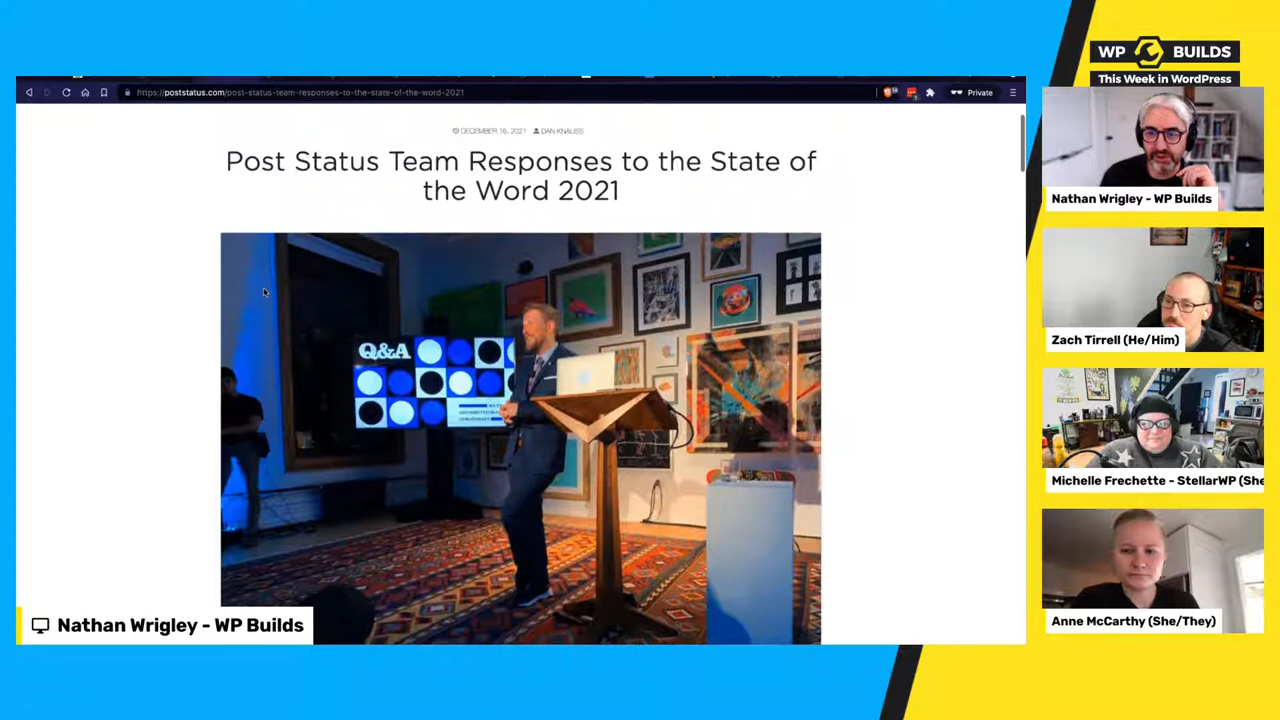 WP BUILDS
This Week in WordPress
https://poststatus.com/post-status-team-responses-to-the-state-of-the-word-2021
Private
DECEMBER 16, 2021 DAN KNAUSS
Post Status Team Responses to the State of
the Word 2021
Q&A
Nathan Wrigley - WP Builds
Nathan Wrigley - WP Builds
Zach Tirrell (He/Him)
Michelle Frechette - StellarWP (She
Anne McCarthy (She/They)